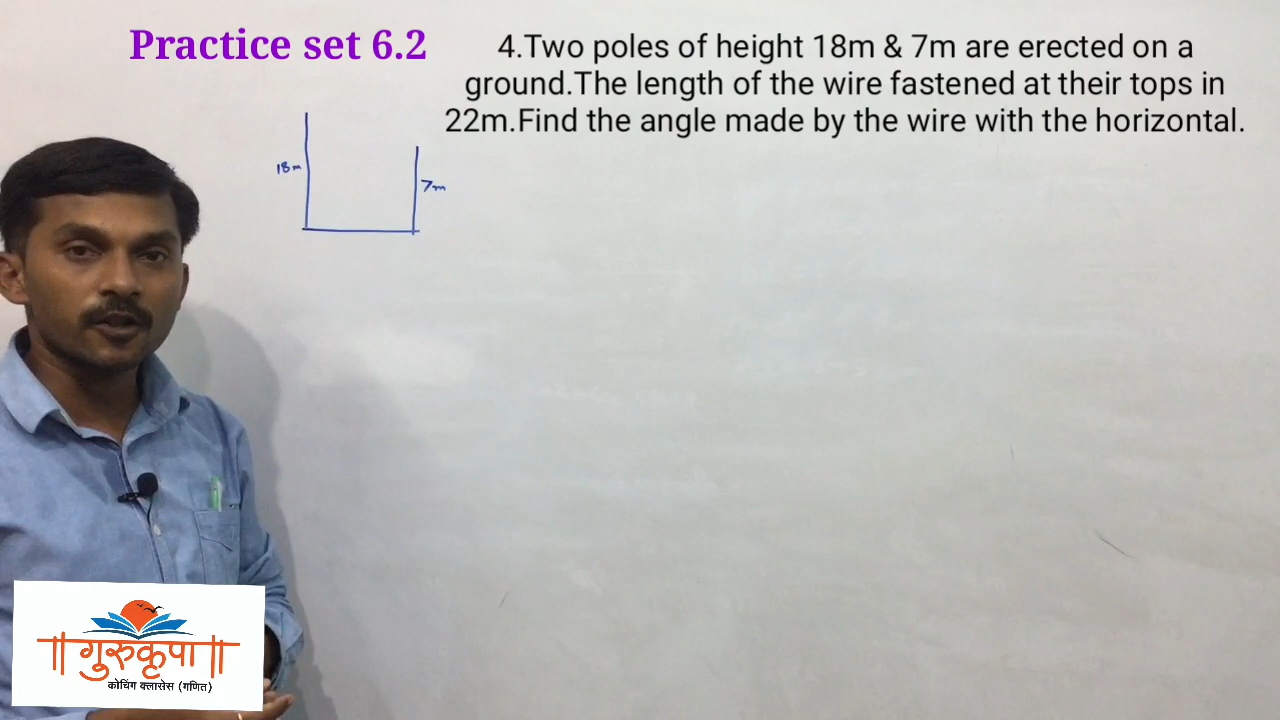 Practice set 6.2
4.Two poles of height 18m & 7m are erected on a
ground.The length of the wire fastened at their tops in
22m.Find the angle made by the wire with the horizontal.
18m
7m
॥गुरुकृपा॥
कोचिंग क्लासेस (गणित)